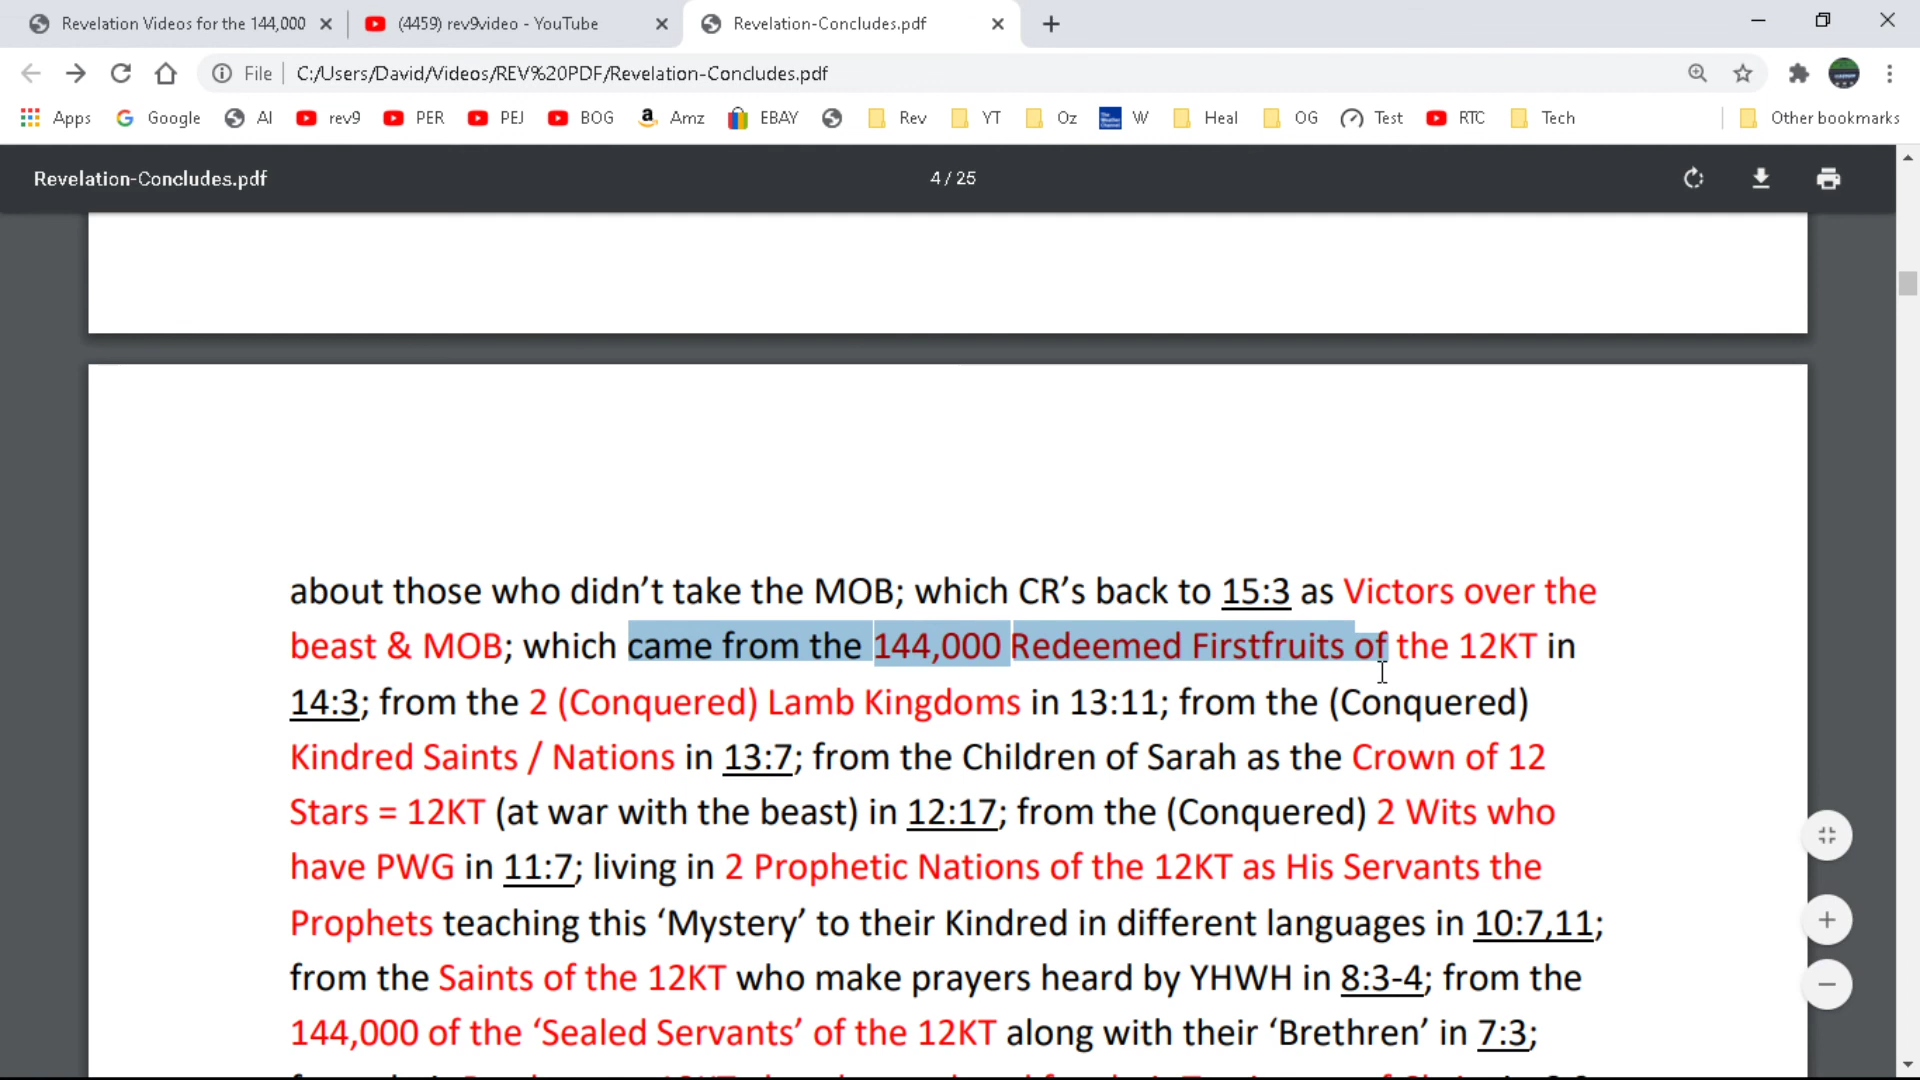 Revelation Videos for the 144,000
(4459) rev9video - YouTube
Revelation-Concludes.pdf
File
C:/Users/David/Videos/REV%20PDF/Revelation-Concludes.pdf
Apps Google AI rev9 PER PEJ BOG Amz EBAY Rev YT Oz W Heal OG Test RTC Tech Other bookmarks
Revelation-Concludes.pdf 4 / 25
about those who didn’t take the MOB; which CR’s back to 15:3 as Victors over the
beast & MOB; which came from the 144,000 Redeemed Firstfruits of the 12KT in
14:3; from the 2 (Conquered) Lamb Kingdoms in 13:11; from the (Conquered)
Kindred Saints / Nations in 13:7; from the Children of Sarah as the Crown of 12
Stars = 12KT (at war with the beast) in 12:17; from the (Conquered) 2 Wits who
have PWG in 11:7; living in 2 Prophetic Nations of the 12KT as His Servants the
Prophets teaching this ‘Mystery’ to their Kindred in different languages in 10:7,11;
from the Saints of the 12KT who make prayers heard by YHWH in 8:3-4; from the
144,000 of the ‘Sealed Servants’ of the 12KT along with their ‘Brethren’ in 7:3;